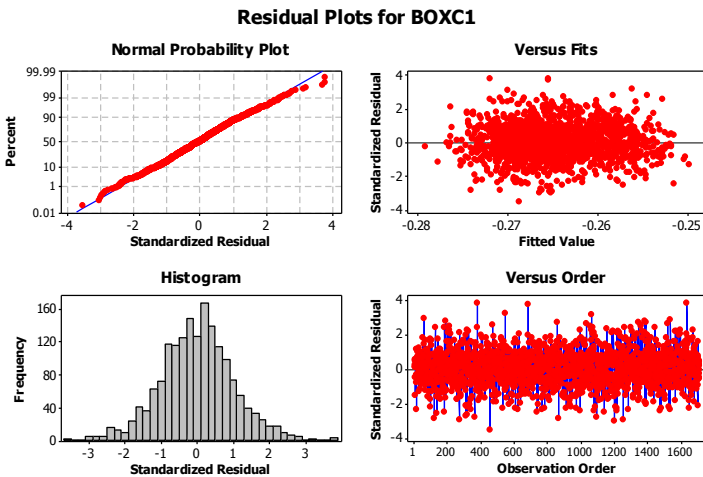 Residual Plots for BOXC1
Normal Probability Plot
99.99
99
90
50
10
1
0.01
Percent
-4 -2 0 2 4
Standardized Residual
Versus Fits
4
2
0
-2
-4
Standardized Residual
-0.28 -0.27 -0.26 -0.25
Fitted Value
Histogram
160
120
80
40
0
Frequency
-3 -2 -1 0 1 2 3
Standardized Residual
Versus Order
4
2
0
-2
-4
Standardized Residual
1 200 400 600 800 1000 1200 1400 1600
Observation Order